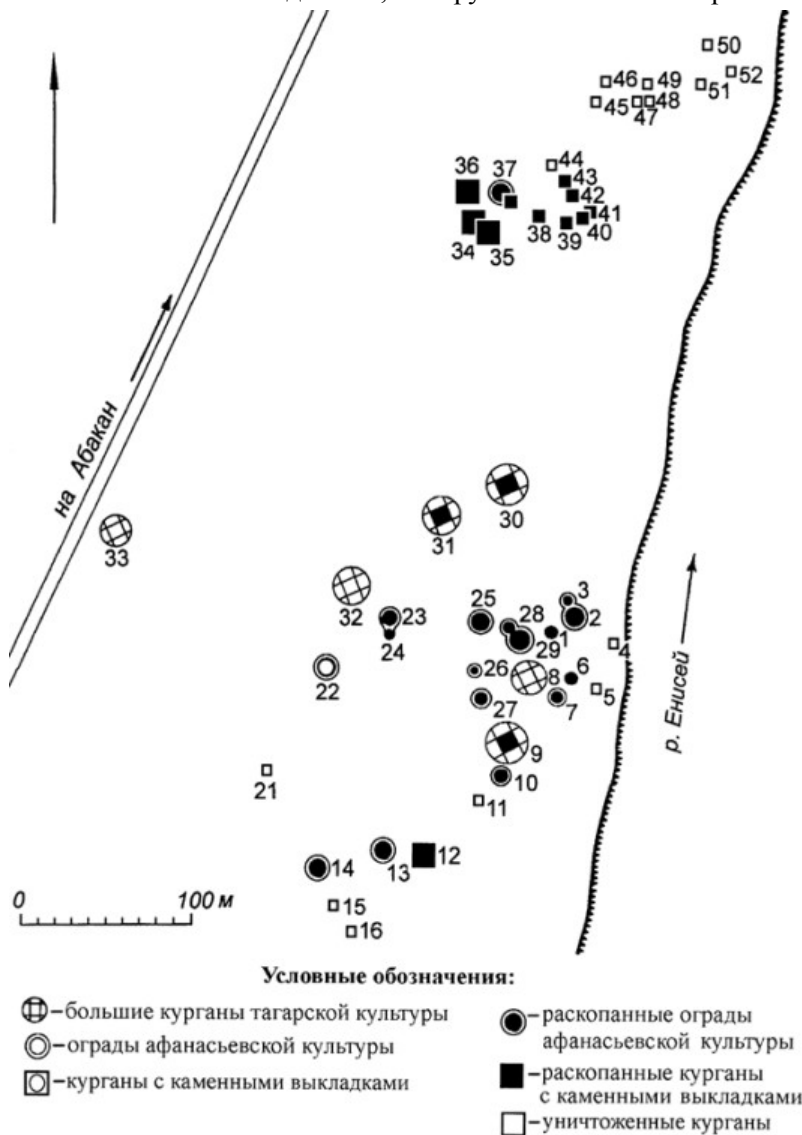 50
52
46 49
51
45 47 48
44
36 37
43
42
41
38 39 40
34 35
на Абакан
30
31
33
32
3
25 28 2
23
1
24
29 4
26 8 6
22
5
27 7
р. Енисей
9
10
21
11
12
14 13
15
16
0 100 м
Условные обозначения:
–большие курганы тагарской культуры
–ограды афанасьевской культуры
–курганы с каменными выкладками
–раскопанные ограды
афанасьевской культуры
–раскопанные курганы
с каменными выкладками
–уничтоженные курганы